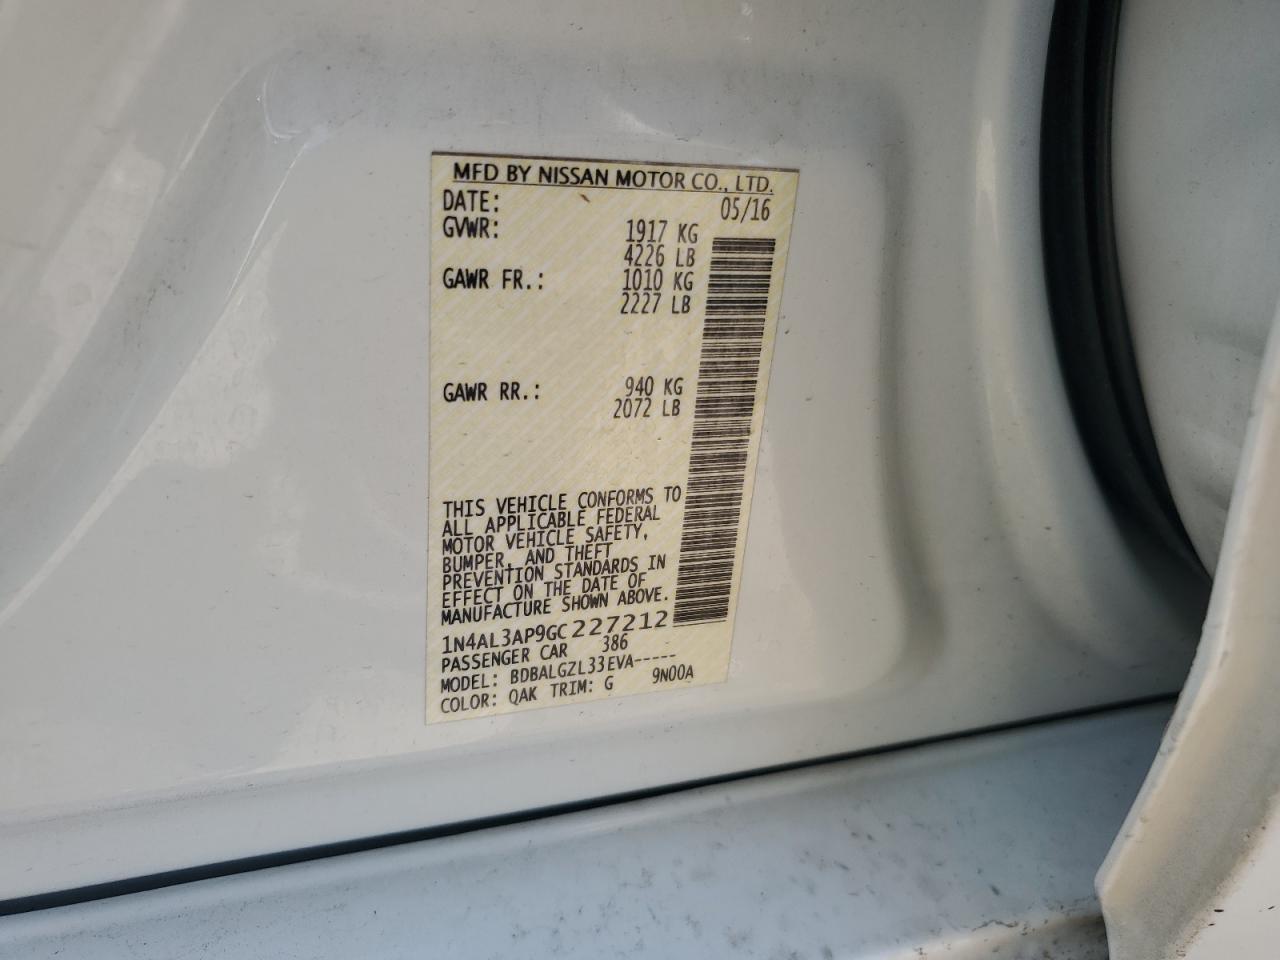 MFD BY NISSAN MOTOR CO., LTD.
DATE: 05/16
GVWR: 1917 KG
4226 LB
GAWR FR.: 1010 KG
2227 LB
GAWR RR.: 940 KG
2072 LB
THIS VEHICLE CONFORMS TO
ALL APPLICABLE FEDERAL
MOTOR VEHICLE SAFETY,
BUMPER, AND THEFT
PREVENTION STANDARDS IN
EFFECT ON THE DATE OF
MANUFACTURE SHOWN ABOVE.
1N4AL3AP9GC227212
PASSENGER CAR 386
MODEL: BDBALGZL33EVA-----
COLOR: QAK TRIM: G 9N00A